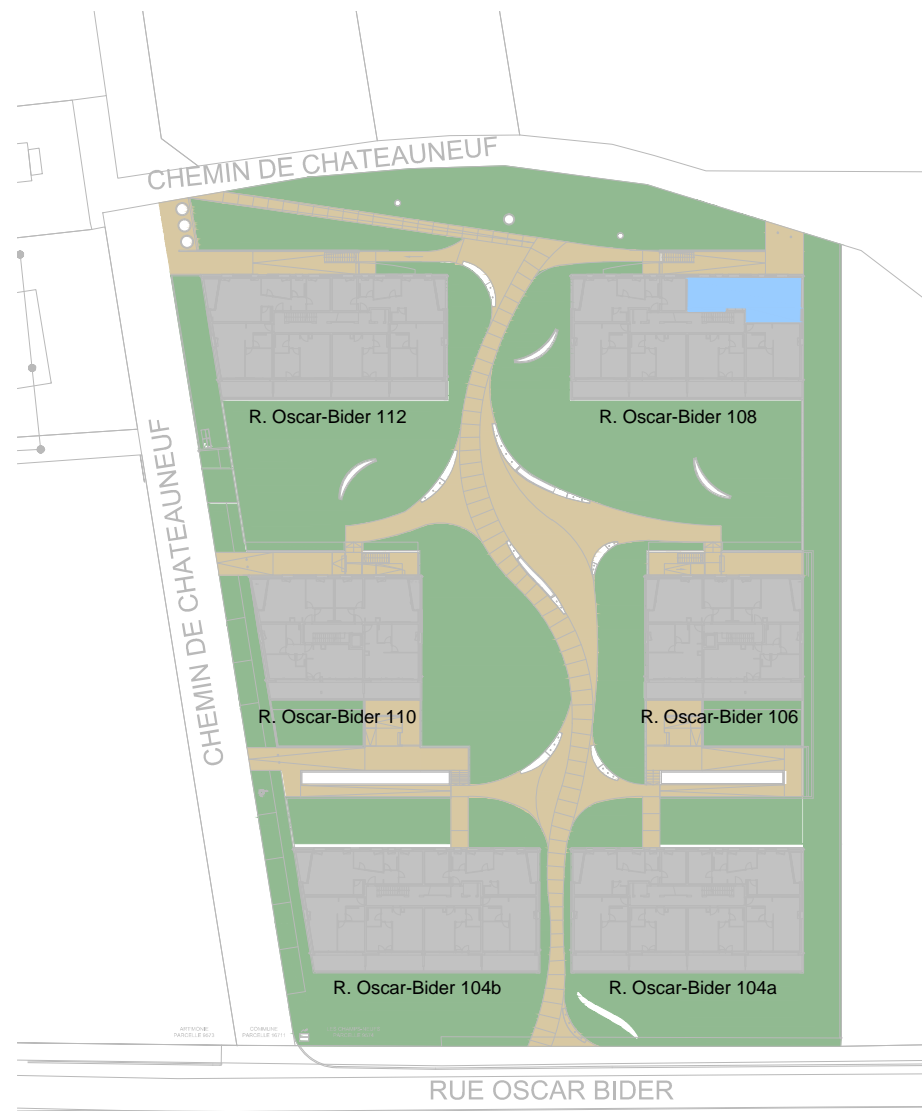 CHEMIN DE CHATEAUNEUF
R. Oscar-Bider 112
R. Oscar-Bider 108
CHEMIN DE CHATEAUNEUF
R. Oscar-Bider 110
R. Oscar-Bider 106
R. Oscar-Bider 104b
R. Oscar-Bider 104a
COMMUNE
RUE OSCAR BIDER